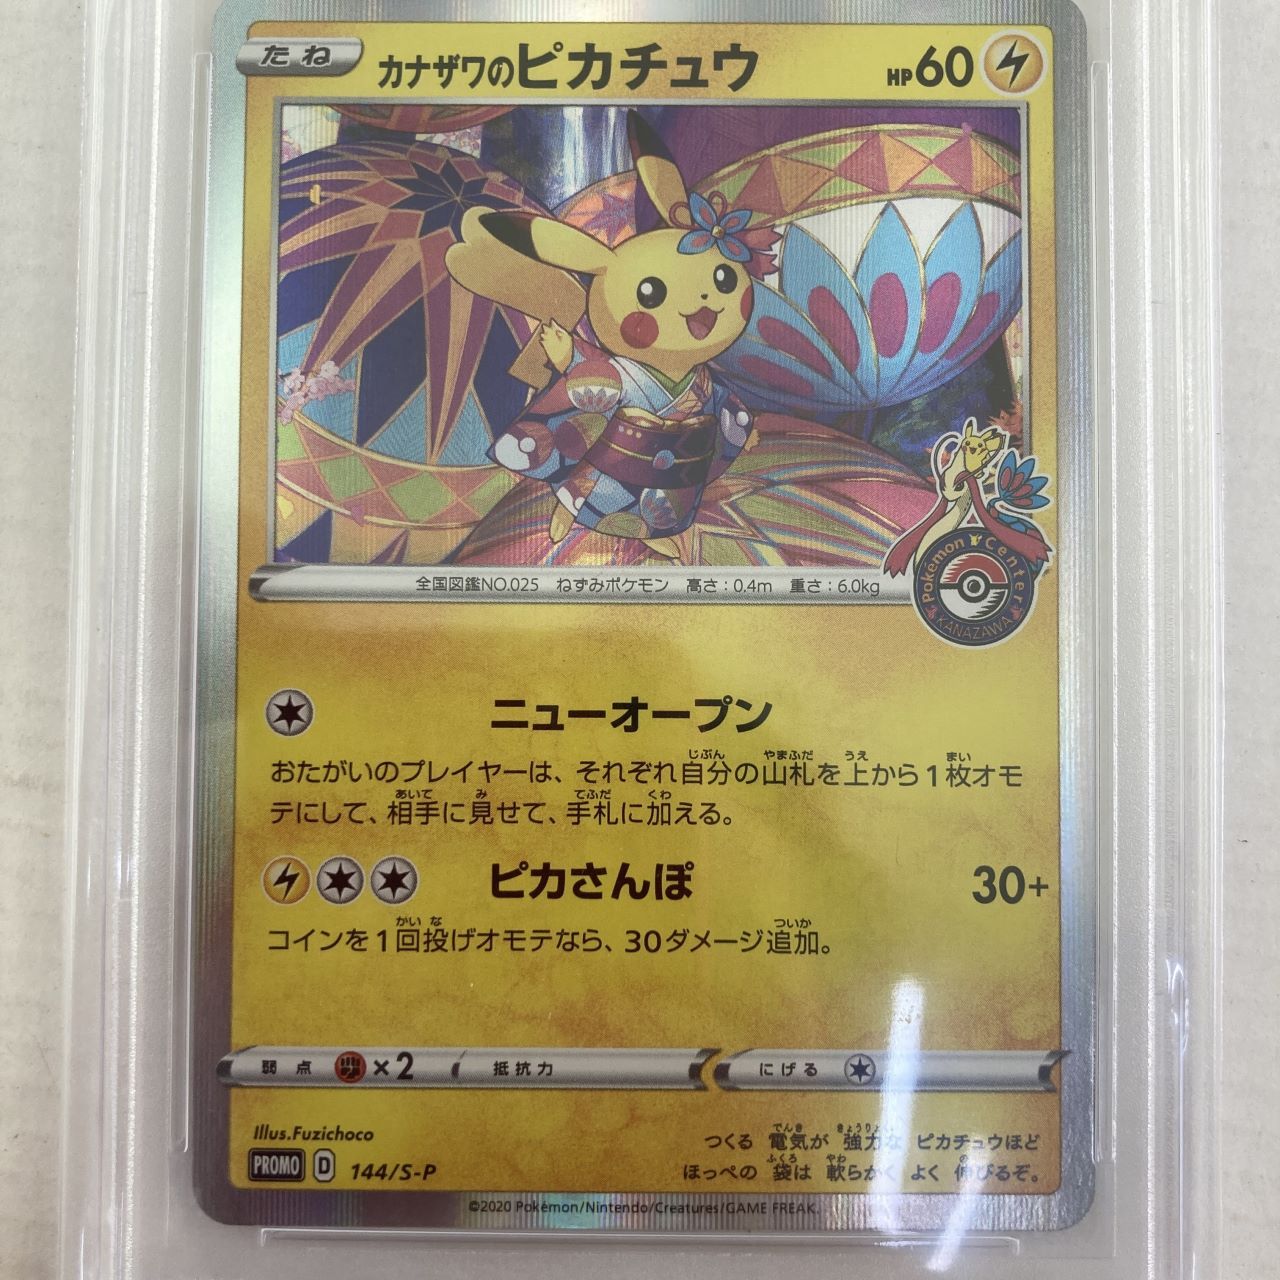 たね カナザワのピカチュウ HP60
全国図鑑NO.025 ねずみポケモン 高さ:0.4m 重さ:6.0kg
Pokémon Center
KANAZAWA
ニューオープン
おたがいのプレイヤーは、それぞれ自分の山札を上から1枚オモ
テにして、相手に見せて、手札に加える。
ピカさんぽ 30+
コインを1回投げオモテなら、30ダメージ追加。
弱点 ×2 抵抗力 にげる
Illus.Fuzichoco
つくる 電気が 強力な ピカチュウほど
PROMO D 144/S-P
ほっぺの 袋は 軟らかく よく 伸びるぞ。
©2020 Pokémon/Nintendo/Creatures/GAME FREAK.